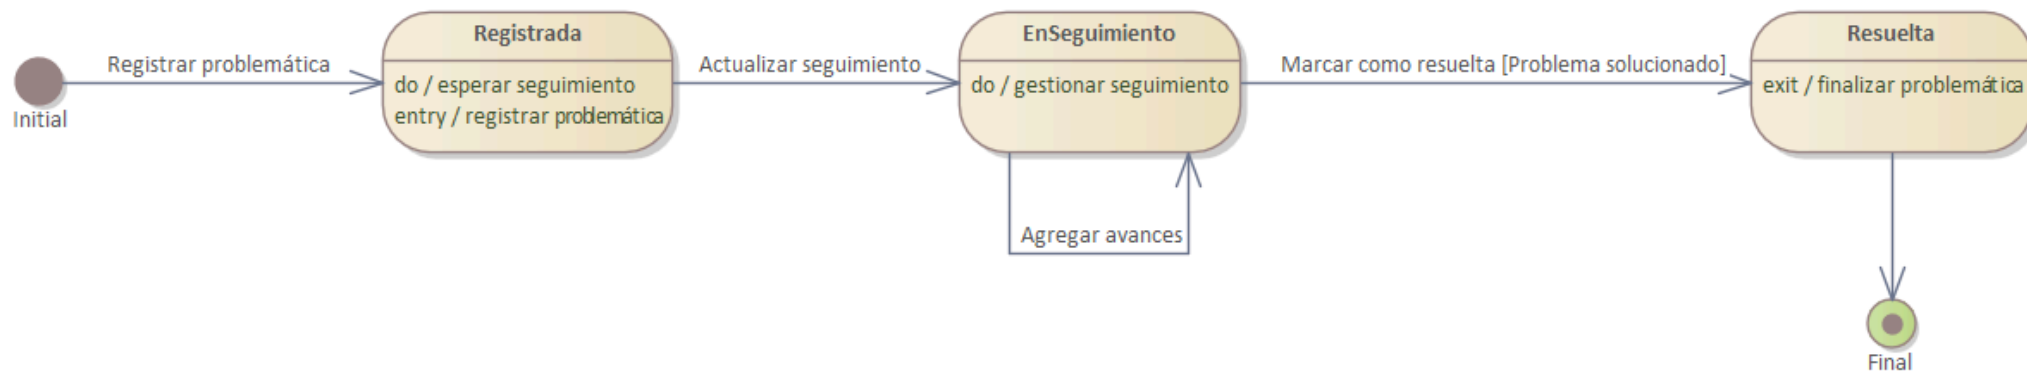 Initial
Registrar problemática
Registrada
do / esperar seguimiento
entry / registrar problemática
Actualizar seguimiento
EnSeguimiento
do / gestionar seguimiento
Agregar avances
Marcar como resuelta [Problema solucionado]
Resuelta
exit / finalizar problemática
Final